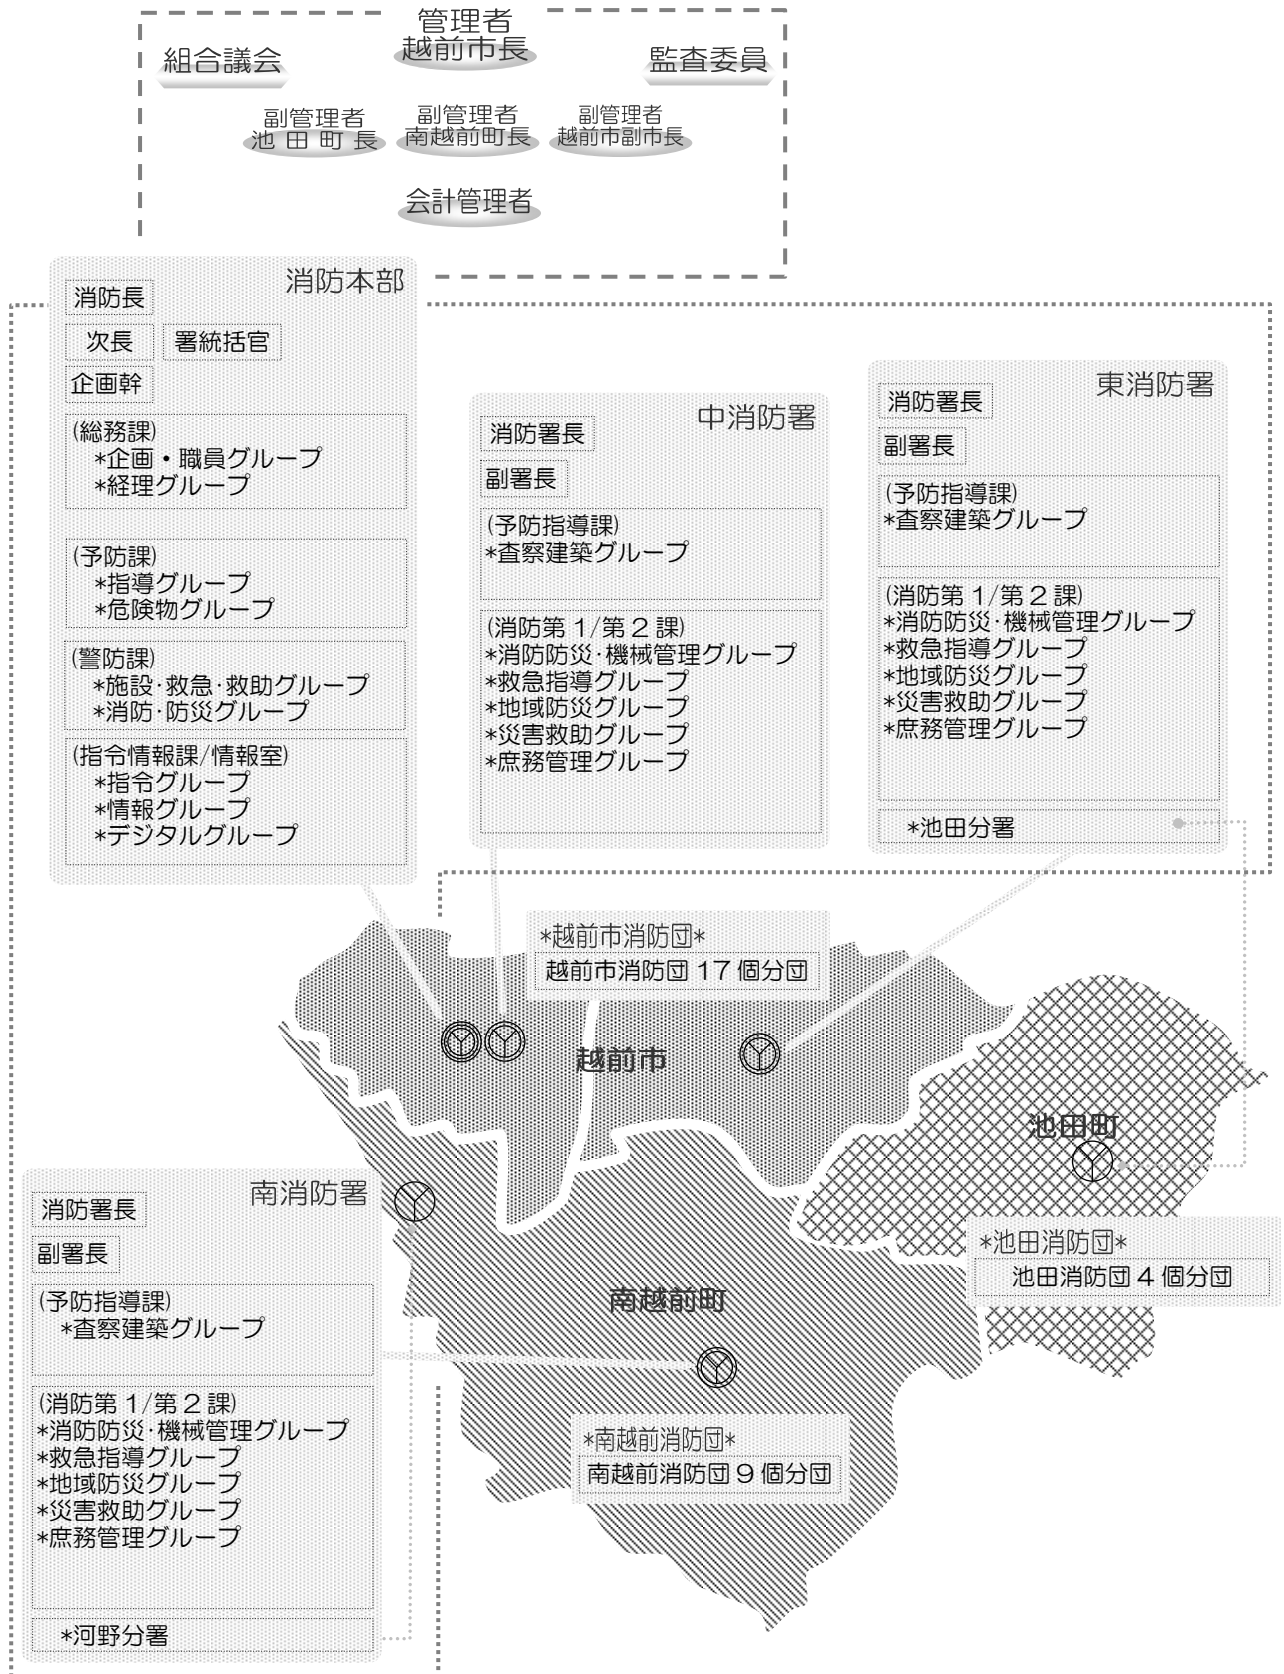 管理者
越前市長
組合議会
監査委員
副管理者
池田町長
副管理者
南越前町長
副管理者
越前市副市長
会計管理者
消防本部
消防長
次長
署統括官
企画幹
(総務課)
*企画・職員グループ
*経理グループ
(予防課)
*指導グループ
*危険物グループ
(警防課)
*施設・救急・救助グループ
*消防・防災グループ
(指令情報課/情報室)
*指令グループ
*情報グループ
*デジタルグループ
中消防署
消防署長
副署長
(予防指導課)
*査察建築グループ
(消防第1/第2課)
*消防防災・機械管理グループ
*救急指導グループ
*地域防災グループ
*災害救助グループ
*庶務管理グループ
東消防署
消防署長
副署長
(予防指導課)
*査察建築グループ
(消防第1/第2課)
*消防防災・機械管理グループ
*救急指導グループ
*地域防災グループ
*災害救助グループ
*庶務管理グループ
*池田分署
*越前市消防団*
越前市消防団17個分団
越前市
池田町
*池田消防団*
池田消防団4個分団
南消防署
消防署長
副署長
(予防指導課)
*査察建築グループ
(消防第1/第2課)
*消防防災・機械管理グループ
*救急指導グループ
*地域防災グループ
*災害救助グループ
*庶務管理グループ
*河野分署
南越前町
*南越前消防団*
南越前消防団9個分団